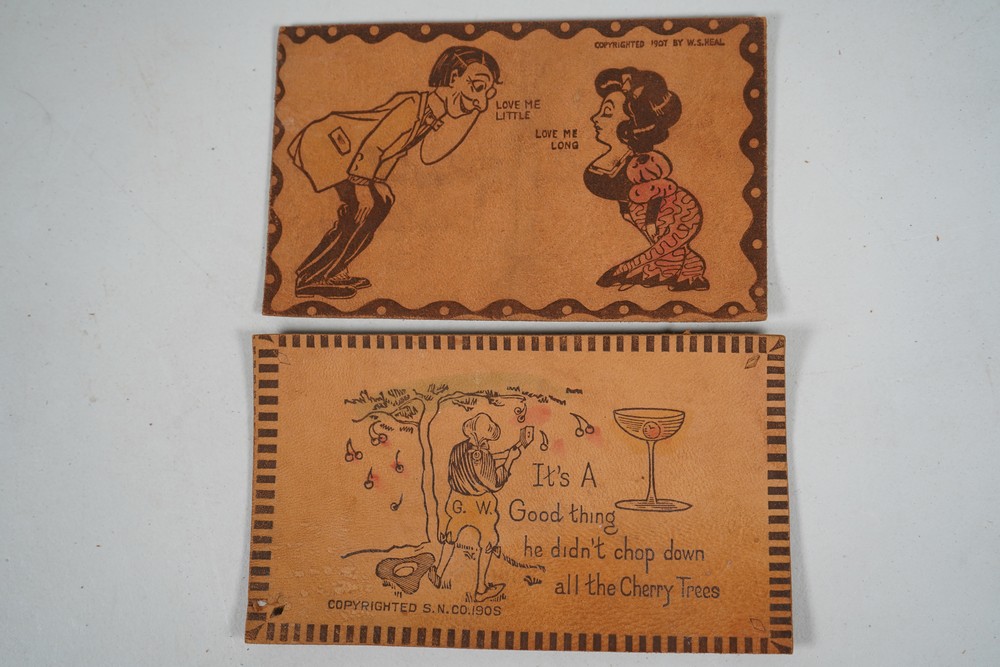 COPYRIGHTED 1907 BY W.S.HEAL
LOVE ME
LITTLE
LOVE ME
LONG
It's A
G. W.
Good thing
he didn't chop down
all the Cherry Trees
COPYRIGHTED S.N.CO.1905